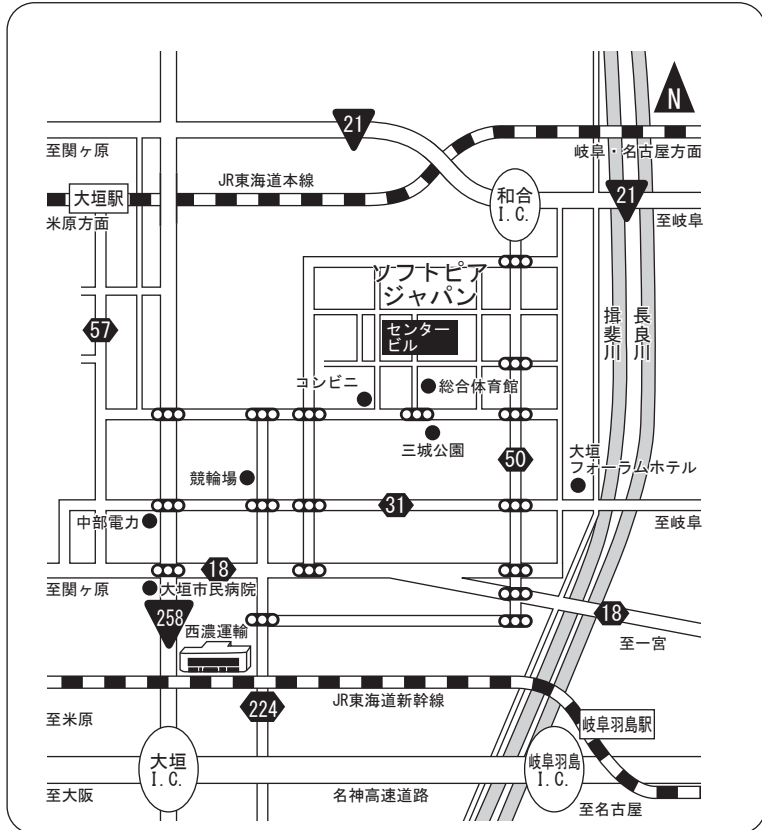 N
21
至関ヶ原
岐阜・名古屋方面
JR東海道本線
大垣駅
和合
I.C.
21
米原方面
至岐阜
ソフトピア
ジャパン
センター
ビル
57
揖斐川
長良川
コンビニ
総合体育館
三城公園
50
大垣
フォーラムホテル
競輪場
31
中部電力
至岐阜
18
至関ヶ原
大垣市民病院
258
西濃運輸
18
至一宮
224
JR東海道新幹線
至米原
岐阜羽島駅
大垣
I.C.
岐阜羽島
I.C.
至大阪
名神高速道路
至名古屋